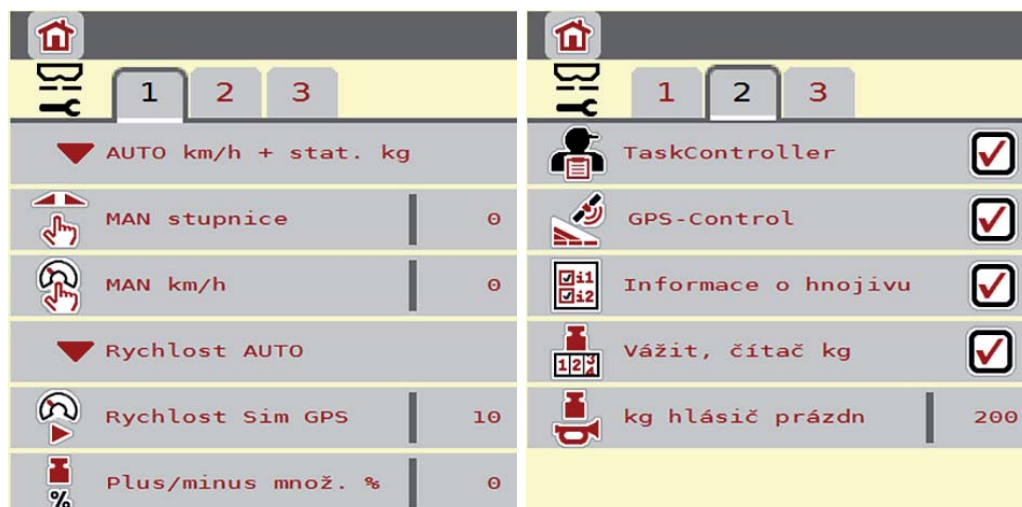 1 2 3
AUTO km/h + stat. kg
MAN stupnice 0
MAN km/h 0
Rychlost AUTO
Rychlost Sim GPS 10
Plus/minus množ. % 0
%
1 2 3
TaskController
GPS-Control
i1
i2
Informace o hnojivu
Vážit, čítač kg
kg hlásič prázdn 200